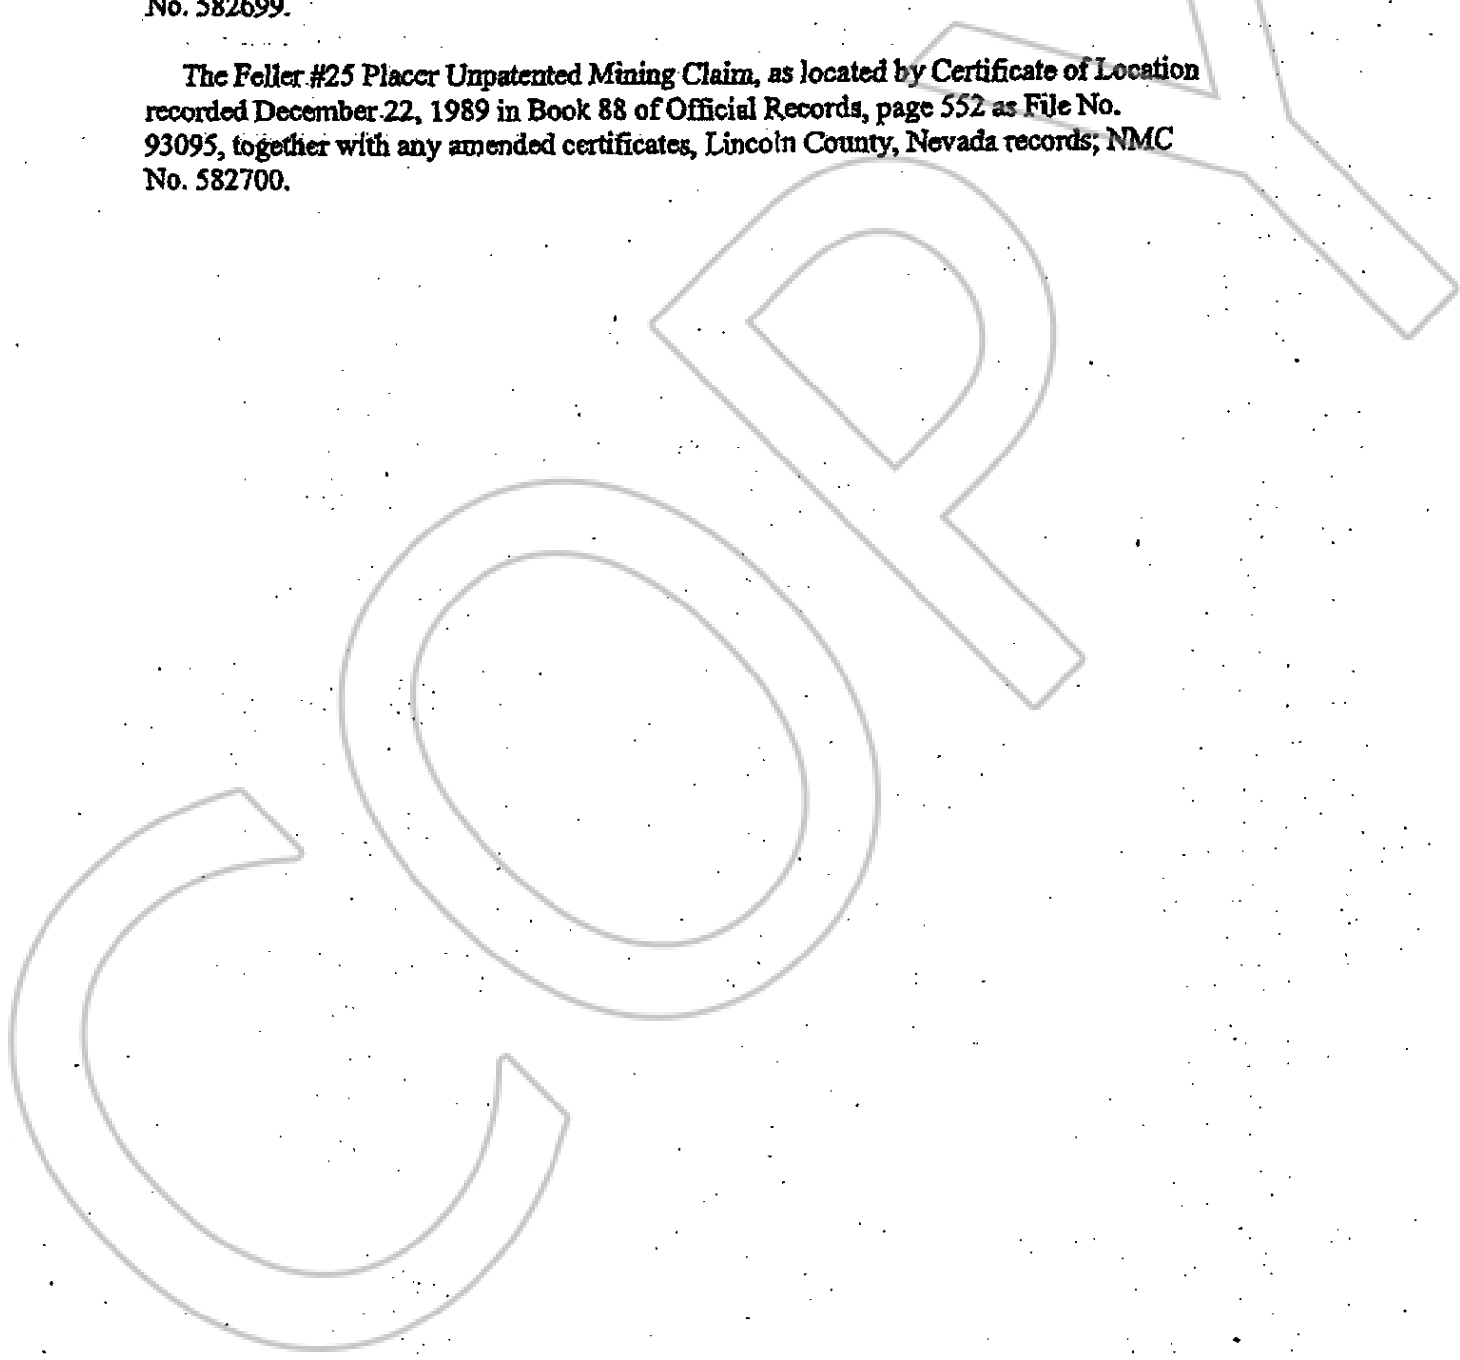 No. 582699.
The Feller #25 Placer Unpatented Mining Claim, as located by Certificate of Location
recorded December 22, 1989 in Book 88 of Official Records, page 552 as File No.
93095, together with any amended certificates, Lincoln County, Nevada records; NMC
No. 582700.
COPY